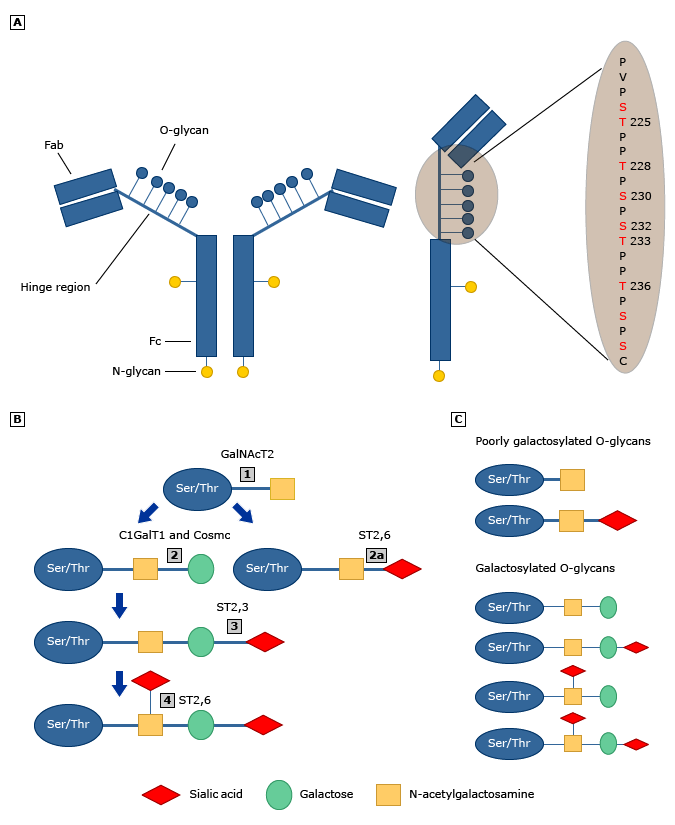 A
O-glycan
Fab
Hinge region
Fc
N-glycan
P
V
P
S
T 225
P
P
T 228
P
S 230
P
S 232
T 233
P
P
T 236
P
S
P
S
C
B
GalNAcT2
1
Ser/Thr
C1GalT1 and Cosmc
2
Ser/Thr
ST2,6
2a
Ser/Thr
ST2,3
3
Ser/Thr
4 ST2,6
Ser/Thr
C
Poorly galactosylated O-glycans
Ser/Thr
Ser/Thr
Galactosylated O-glycans
Ser/Thr
Ser/Thr
Ser/Thr
Ser/Thr
Sialic acid
Galactose
N-acetylgalactosamine